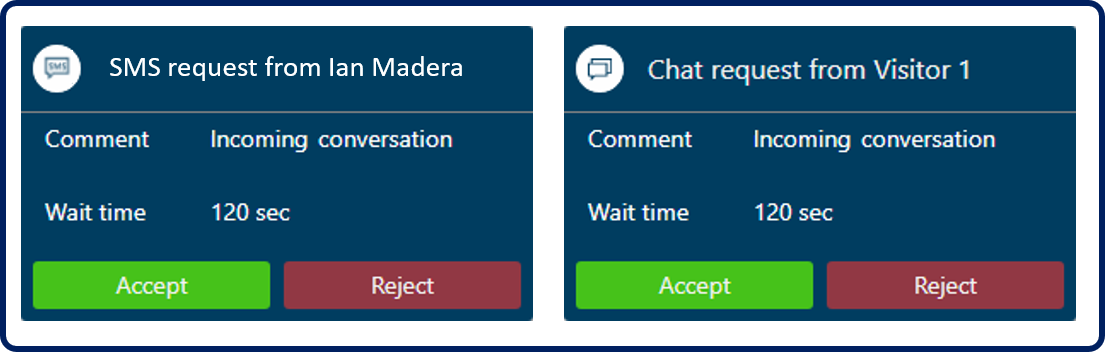 SMS
SMS request from Ian Madera
Comment Incoming conversation
Wait time 120 sec
Accept Reject
Chat request from Visitor 1
Comment Incoming conversation
Wait time 120 sec
Accept Reject